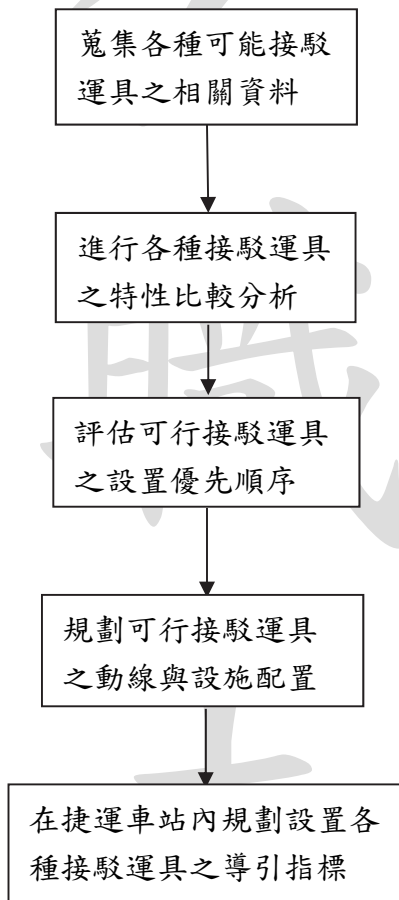 蒐集各種可能接駁
運具之相關資料
進行各種接駁運具
之特性比較分析
評估可行接駁運具
之設置優先順序
規劃可行接駁運具
之動線與設施配置
在捷運車站內規劃設置各
種接駁運具之導引指標